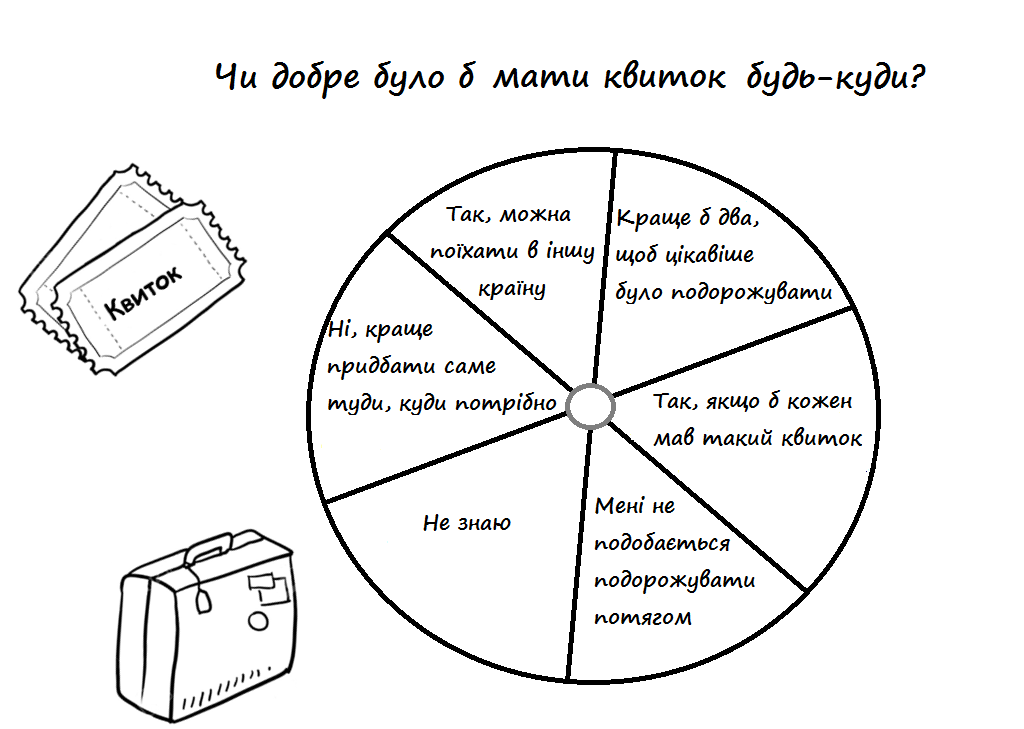 Чи добре було б мати квиток будь-куди?
Квиток
Так, можна
поїхати в іншу
країну
Краще б два,
щоб цікавіше
було подорожувати
Ні, краще
придбати саме
туди, куди потрібно
Так, якщо б кожен
мав такий квиток
Не знаю
Мені не
подобається
подорожувати
потягом